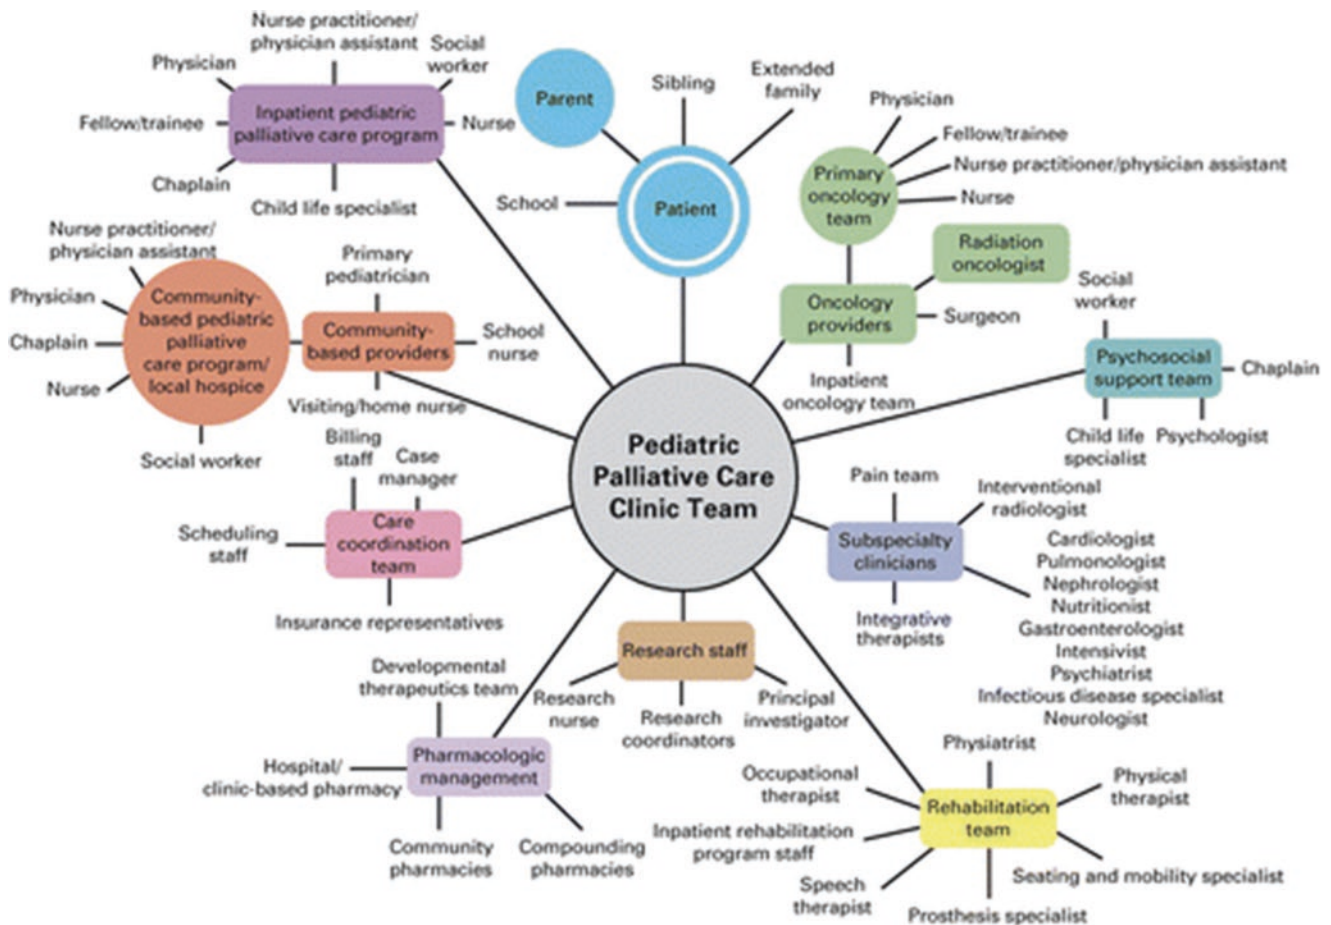 Nurse practitioner/
physician assistant
Social
worker
Physician
Inpatient pediatric
palliative care program
Fellow/trainee
Nurse
Chaplain
Child life specialist
Parent
Sibling
Extended
family
School
Patient
Physician
Fellow/trainee
Nurse practitioner/physician assistant
Nurse
Primary
oncology
team
Radiation
oncologist
Oncology
providers
Surgeon
Inpatient
oncology team
Social
worker
Psychosocial
support team
Chaplain
Child life
specialist
Psychologist
Nurse practitioner/
physician assistant
Physician
Chaplain
Nurse
Community-
based pediatric
palliative
care program/
local hospice
Social worker
Primary
pediatrician
Community-
based providers
School
nurse
Visiting/home nurse
Pediatric
Palliative Care
Clinic Team
Billing
staff
Case
manager
Scheduling
staff
Care
coordination
team
Insurance representatives
Pain team
Interventional
radiologist
Subspecialty
clinicians
Integrative
therapists
Cardiologist
Pulmonologist
Nephrologist
Nutritionist
Gastroenterologist
Intensivist
Psychiatrist
Infectious disease specialist
Neurologist
Research staff
Research
nurse
Research
coordinators
Principal
investigator
Developmental
therapeutics team
Hospital/
clinic-based pharmacy
Pharmacologic
management
Community
pharmacies
Compounding
pharmacies
Physiatrist
Occupational
therapist
Physical
therapist
Rehabilitation
team
Inpatient rehabilitation
program staff
Speech
therapist
Seating and mobility specialist
Prosthesis specialist